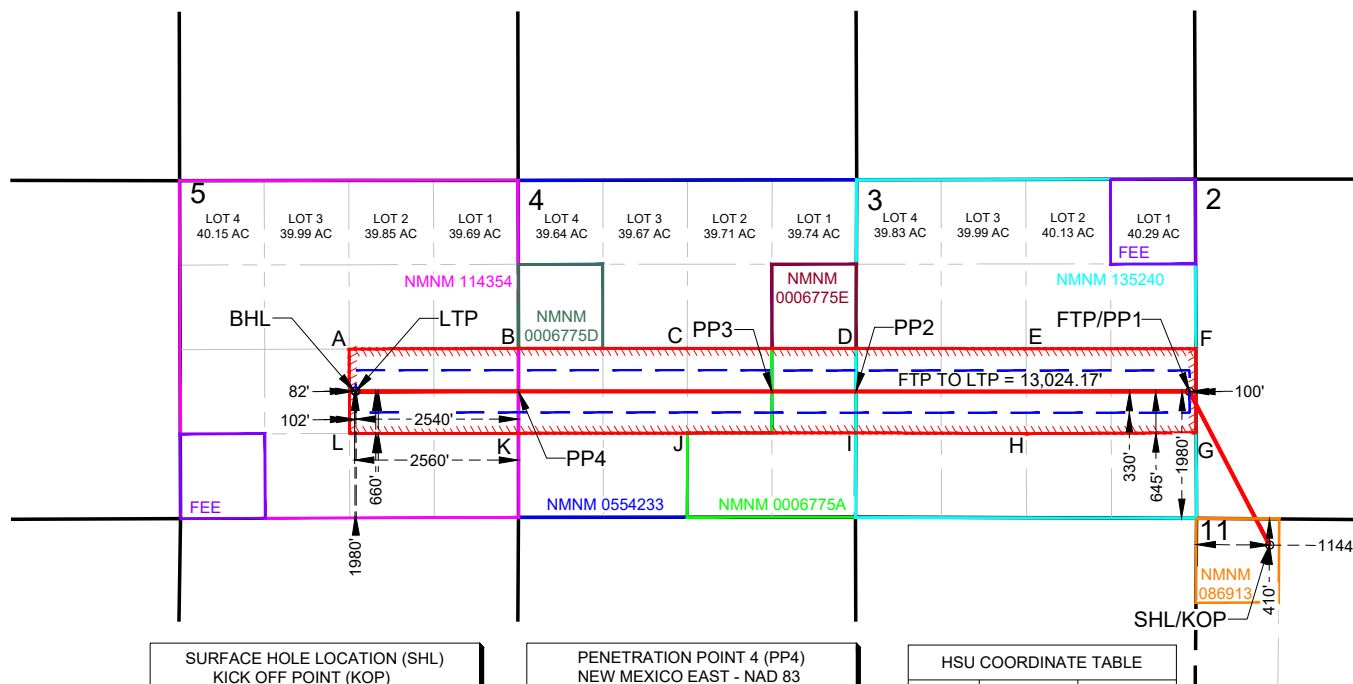 5
4
3
2
LOT 4
40.15 AC
LOT 3
39.99 AC
LOT 2
39.85 AC
LOT 1
39.69 AC
LOT 4
39.64 AC
LOT 3
39.67 AC
LOT 2
39.71 AC
LOT 1
39.74 AC
LOT 4
39.83 AC
LOT 3
39.99 AC
LOT 2
40.13 AC
LOT 1
40.29 AC
FEE
NMNM 114354
NMNM
0006775D
NMNM
0006775E
NMNM 135240
BHL
LTP
PP3
PP2
FTP/PP1
A
B
C
D
E
F
FTP TO LTP = 13,024.17'
82'
100'
102'
2540'
L
K
J
I
H
G
2560'
PP4
660'
330'
645'
1980'
FEE
NMNM 0554233
NMNM 0006775A
1980'
11
1144
NMNM
086913
410'
SHL/KOP
SURFACE HOLE LOCATION (SHL)
KICK OFF POINT (KOP)
PENETRATION POINT 4 (PP4)
NEW MEXICO EAST - NAD 83
HSU COORDINATE TABLE